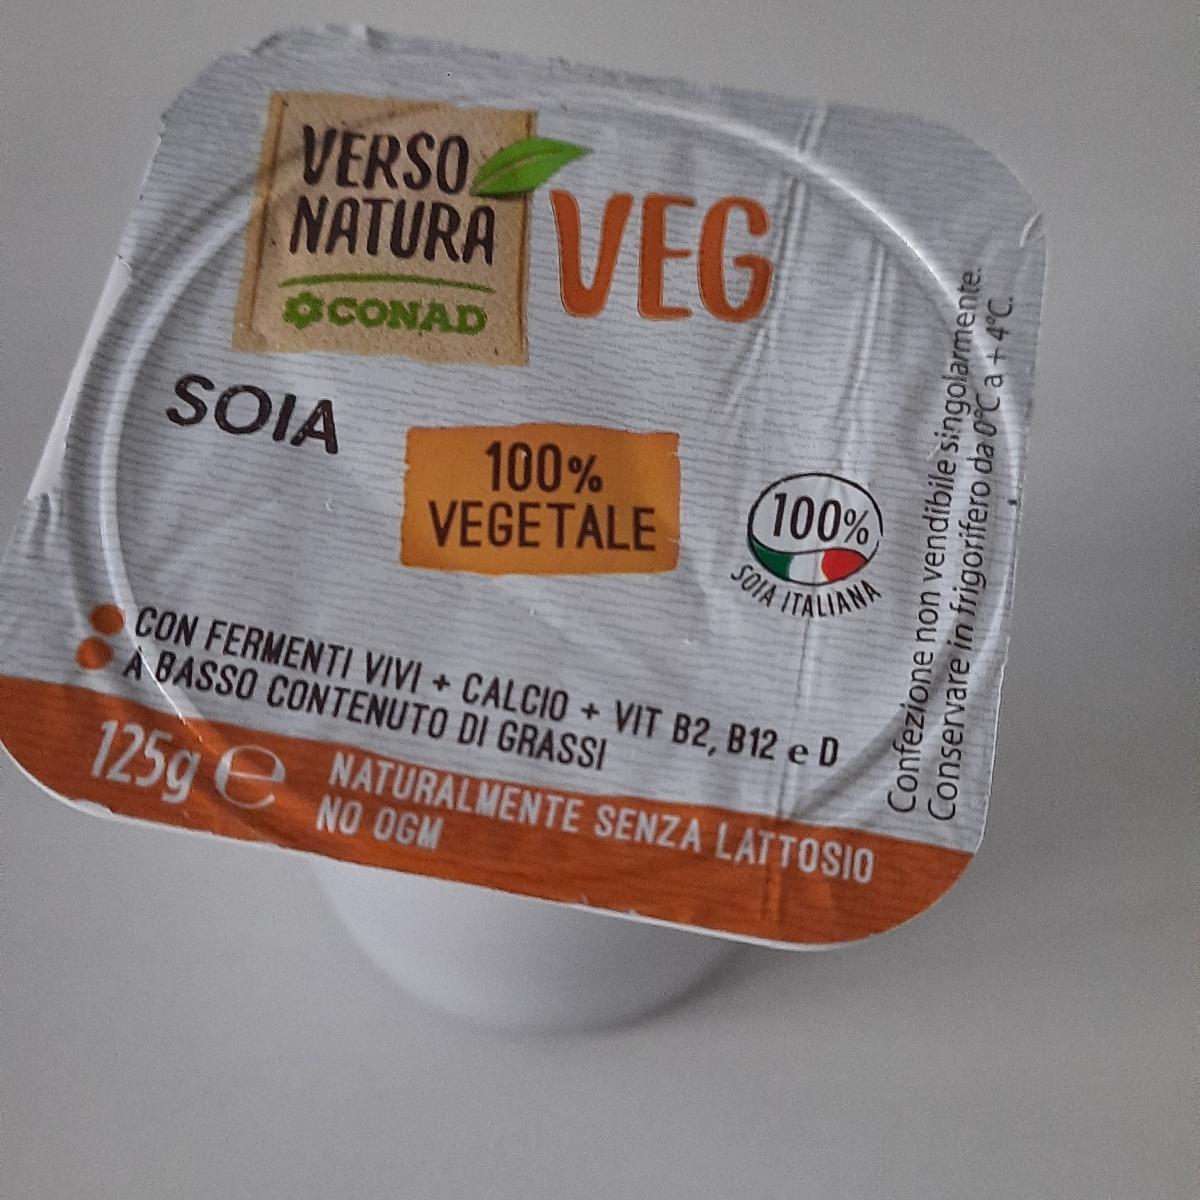 VERSO
NATURA
CONAD
VEG
SOIA
100%
VEGETALE
100%
SOIA ITALIANA
CON FERMENTI VIVI + CALCIO + VIT B2, B12 e D
A BASSO CONTENUTO DI GRASSI
125g e
NATURALMENTE SENZA LATTOSIO
NO OGM
Confezione non vendibile singolarmente.
Conservare in frigorifero da 0°C a + 4°C.